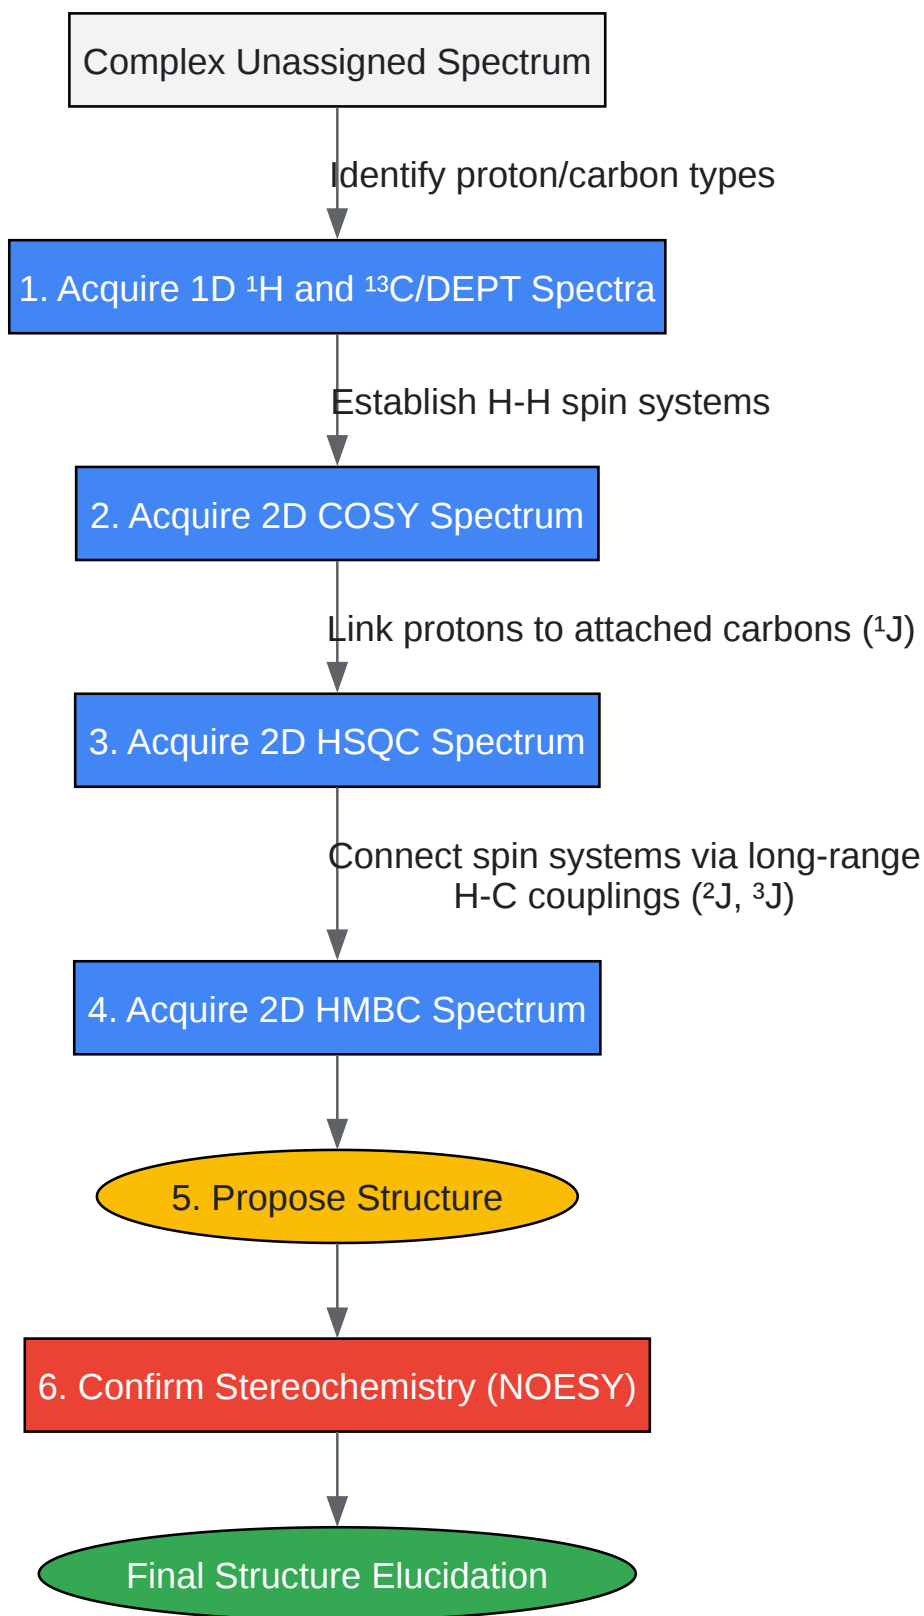 Complex Unassigned Spectrum
Identify proton/carbon types
1. Acquire 1D ¹H and ¹³C/DEPT Spectra
Establish H-H spin systems
2. Acquire 2D COSY Spectrum
Link protons to attached carbons (¹J)
3. Acquire 2D HSQC Spectrum
Connect spin systems via long-range
H-C couplings (²J, ³J)
4. Acquire 2D HMBC Spectrum
5. Propose Structure
6. Confirm Stereochemistry (NOESY)
Final Structure Elucidation